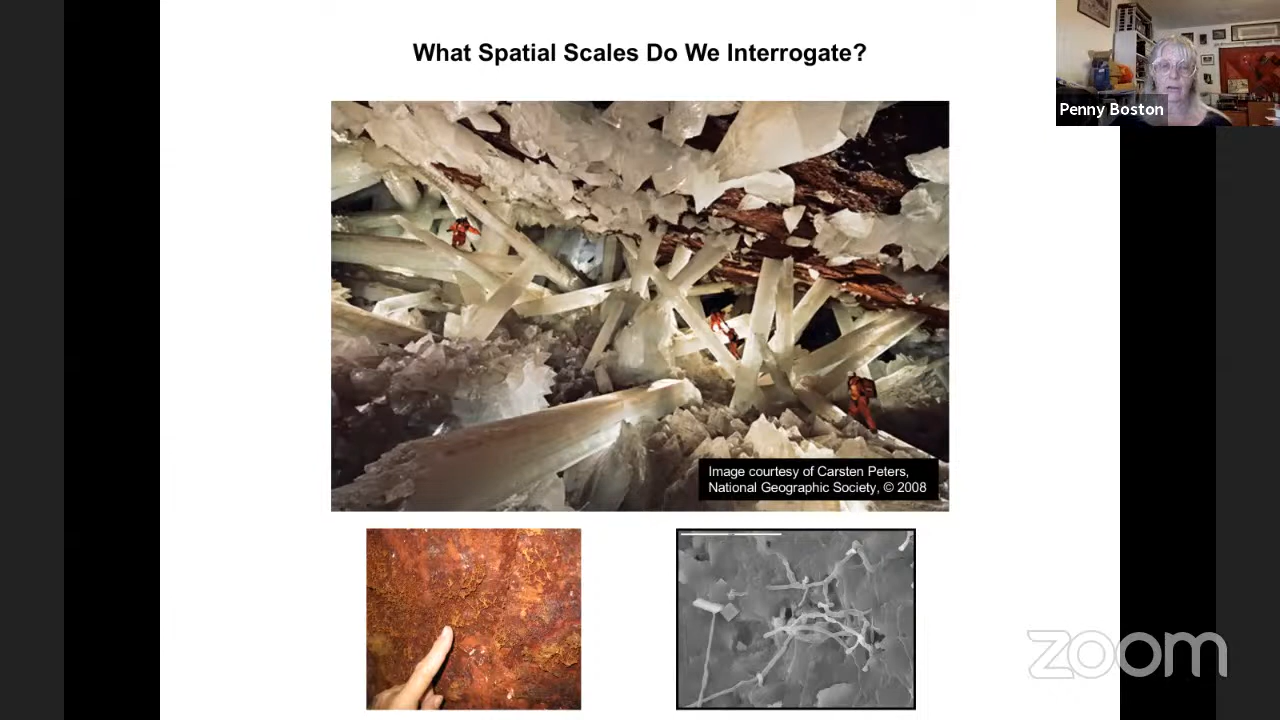 What Spatial Scales Do We Interrogate?
Penny Boston
Image courtesy of Carsten Peters,
National Geographic Society, © 2008
zoom